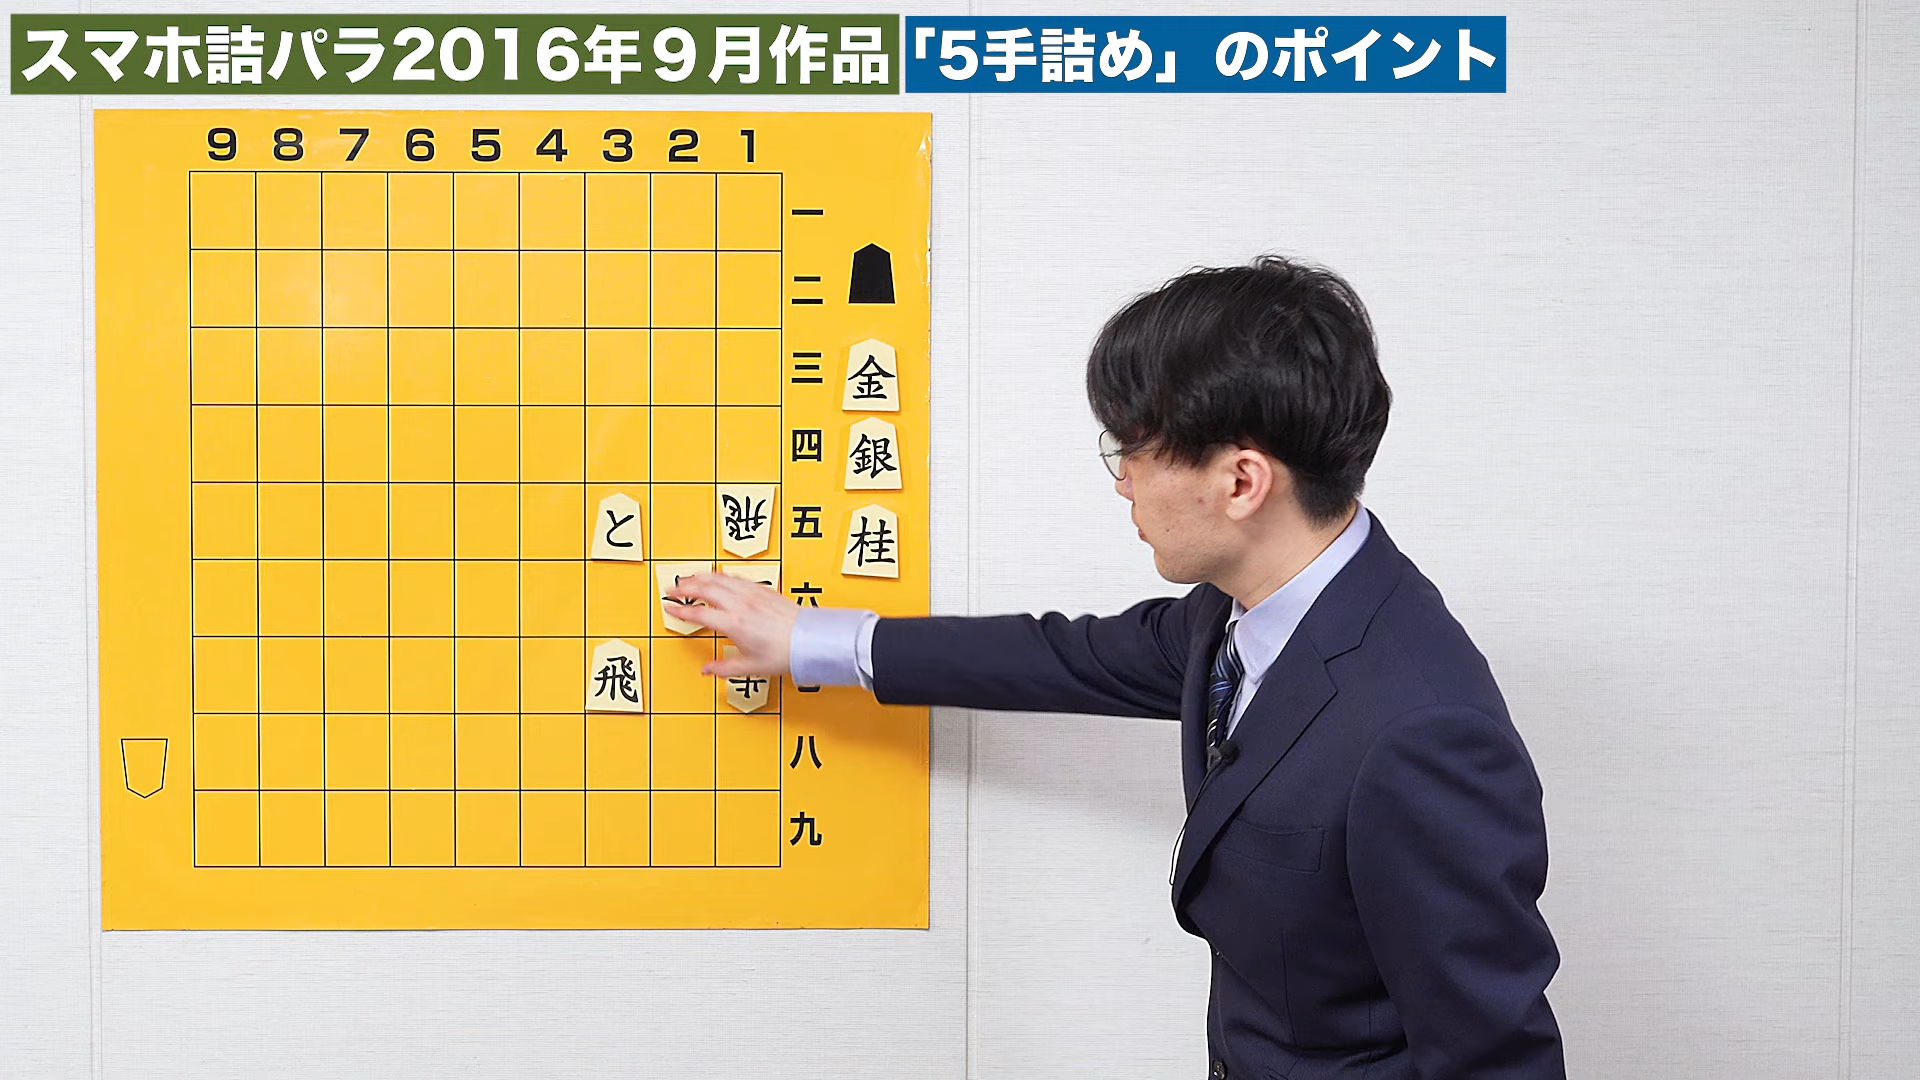 スマホ詰パラ2016年9月作品
「5手詰め」のポイント
9 8 7 6 5 4 3 2 1
一
二
三
金
四
銀
と
飛
五
桂
六
飛
歩
八
九